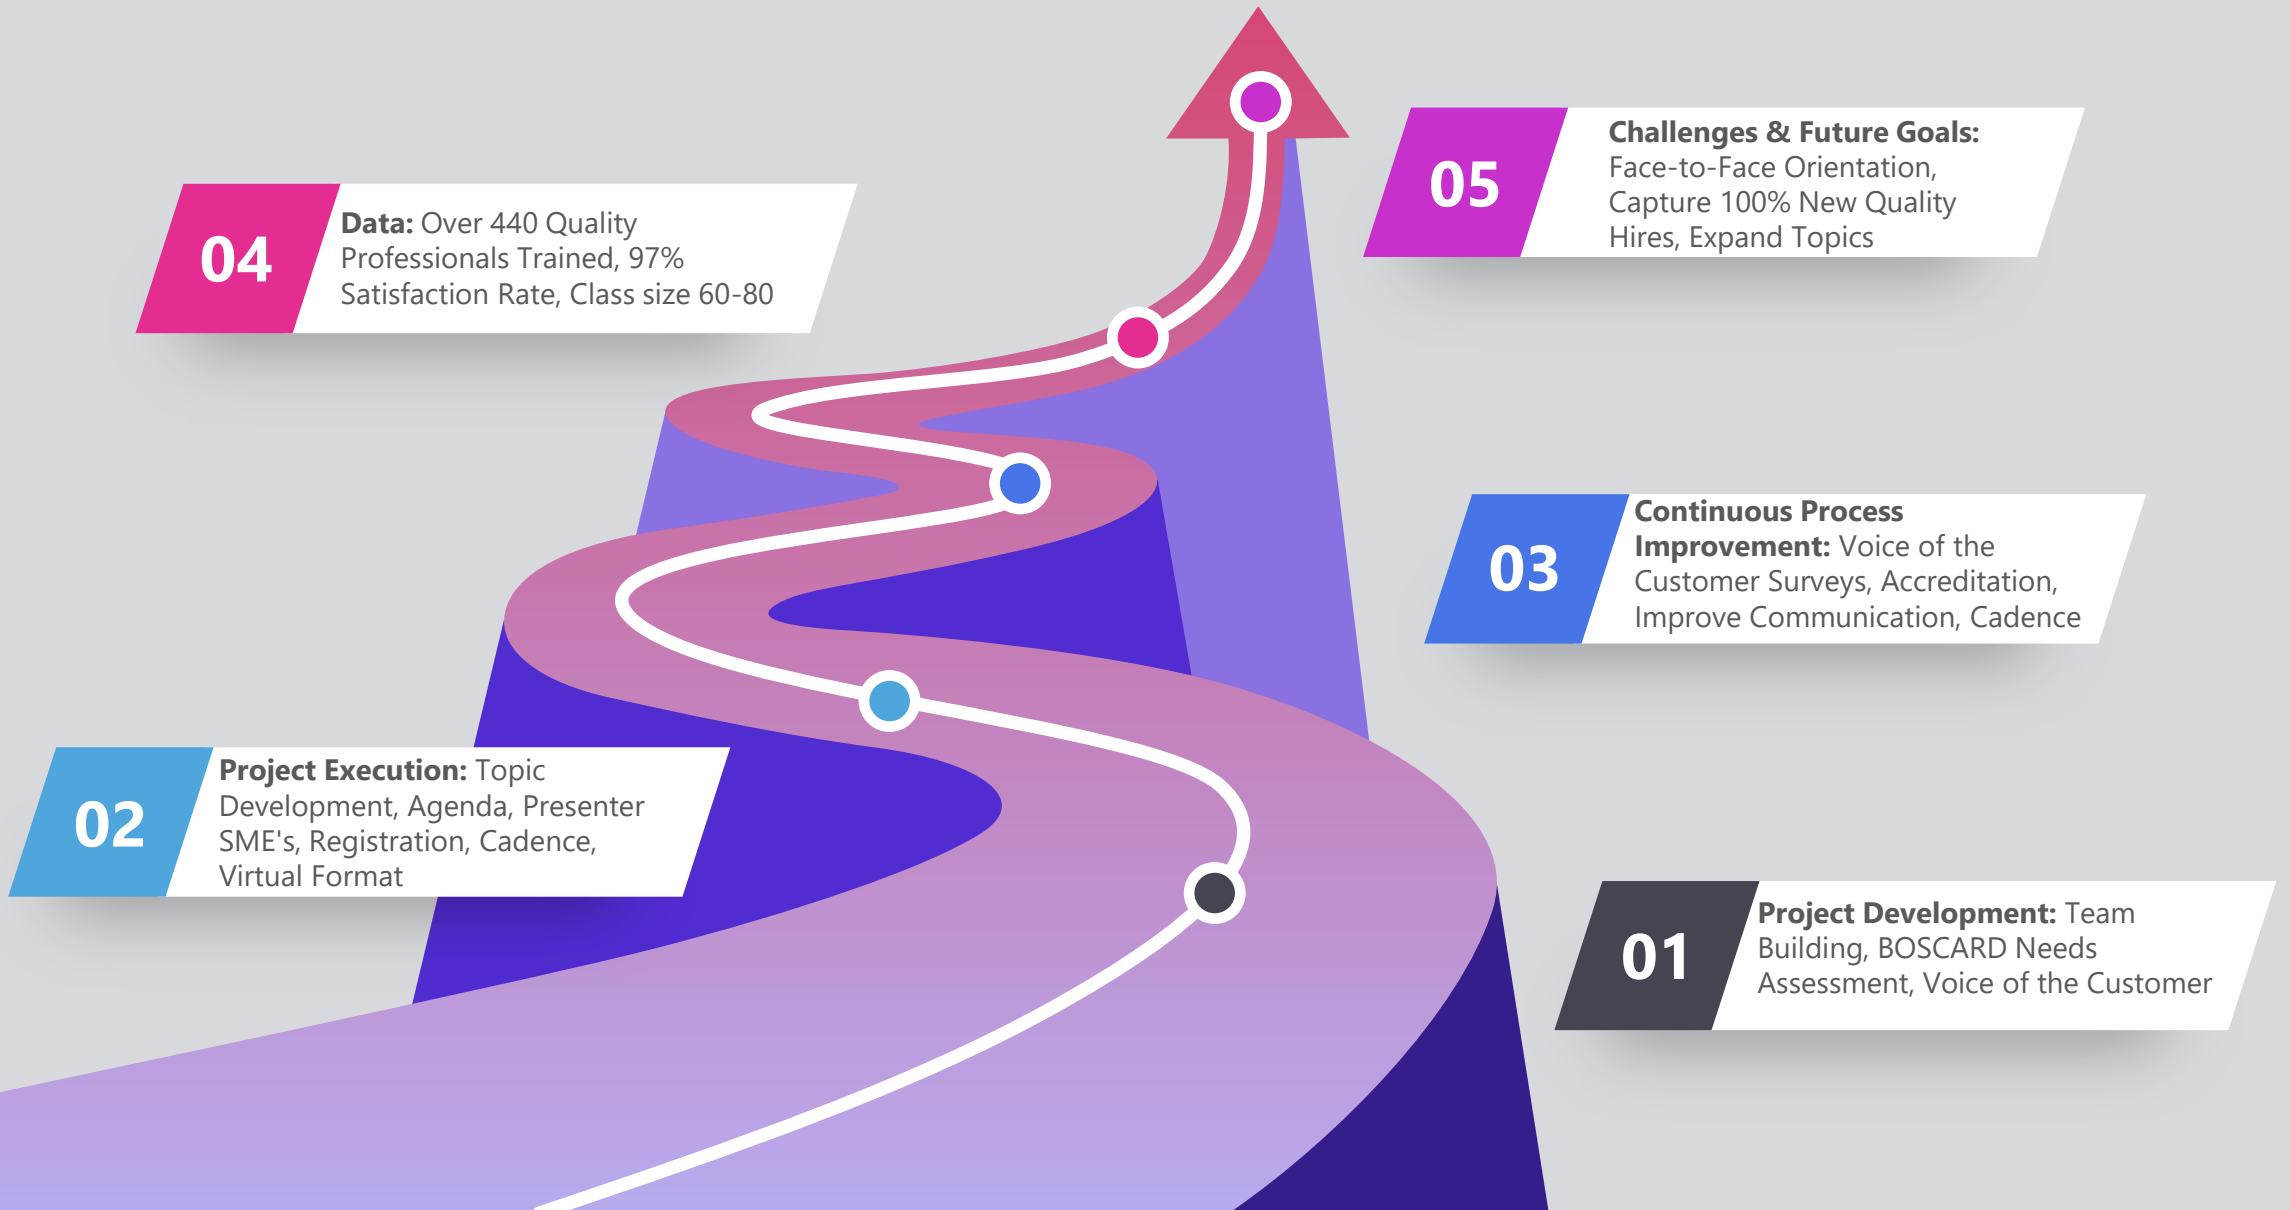 05
Challenges & Future Goals:
Face-to-Face Orientation,
Capture 100% New Quality
Hires, Expand Topics
04
Data: Over 440 Quality
Professionals Trained, 97%
Satisfaction Rate, Class size 60-80
03
Continuous Process
Improvement: Voice of the
Customer Surveys, Accreditation,
Improve Communication, Cadence
02
Project Execution: Topic
Development, Agenda, Presenter
SME's, Registration, Cadence,
Virtual Format
01
Project Development: Team
Building, BOSCARD Needs
Assessment, Voice of the Customer